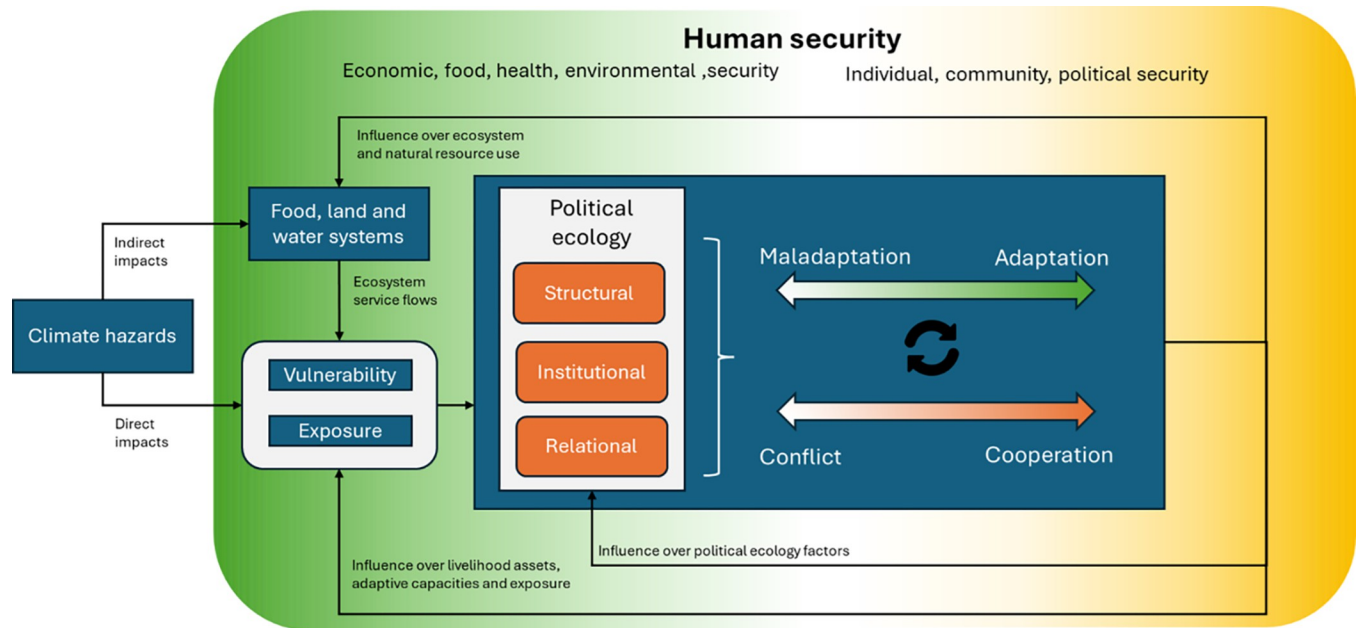 Human security
Economic, food, health, environmental ,security
Individual, community, political security
Influence over ecosystem
and natural resource use
Food, land and
water systems
Indirect
impacts
Ecosystem
service flows
Climate hazards
Direct
impacts
Vulnerability
Exposure
Political
ecology
Structural
Institutional
Relational
Maladaptation
Adaptation
Conflict
Cooperation
Influence over political ecology factors
Influence over livelihood assets,
adaptive capacities and exposure